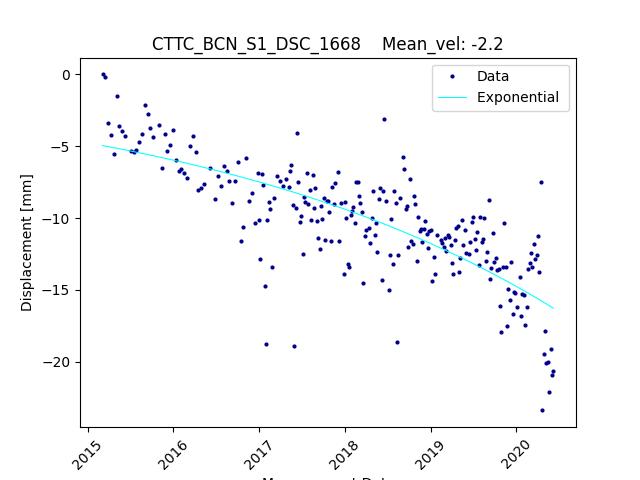 CTTC_BCN_S1_DSC_1668    Mean_vel: -2.2
Data
Exponential
Displacement [mm]
0
−5
−10
−15
−20
2015
2016
2017
2018
2019
2020